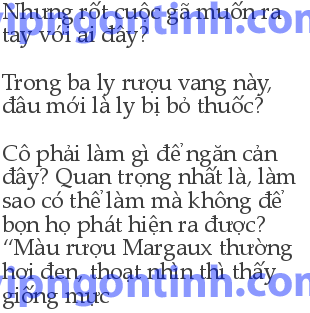 Nhưng rốt cuộc gã muốn ra
tay với ai đây?
Trong ba ly rượu vang này,
đâu mới là ly bị bỏ thuốc?
Cô phải làm gì để ngăn cản
đây? Quan trọng nhất là, làm
sao có thể làm mà không để
bọn họ phát hiện ra được?
“Màu rượu Margaux thường
hơi đen, thoạt nhìn thì thấy
giống mực
vipngontinh.com